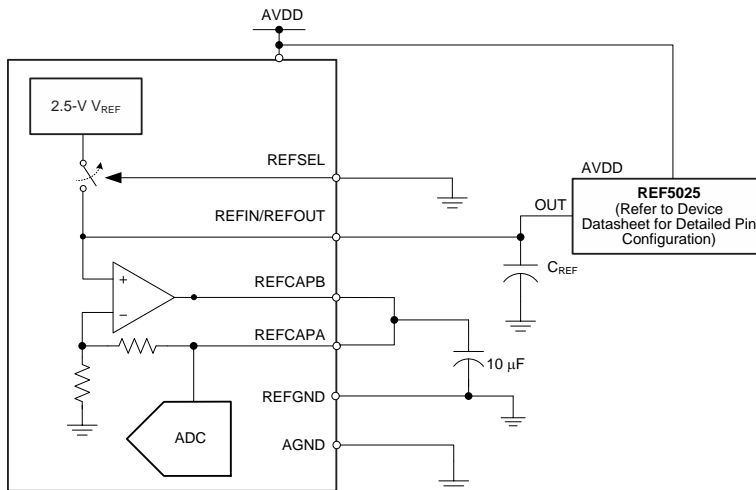 AVDD
2.5-V VREF
REFSEL
AVDD
REF5025
(Refer to Device
Datasheet for Detailed Pin
Configuration)
OUT
REFIN/REFOUT
CREF
+
−
REFCAPB
REFCAPA
10 μF
REFGND
ADC
AGND